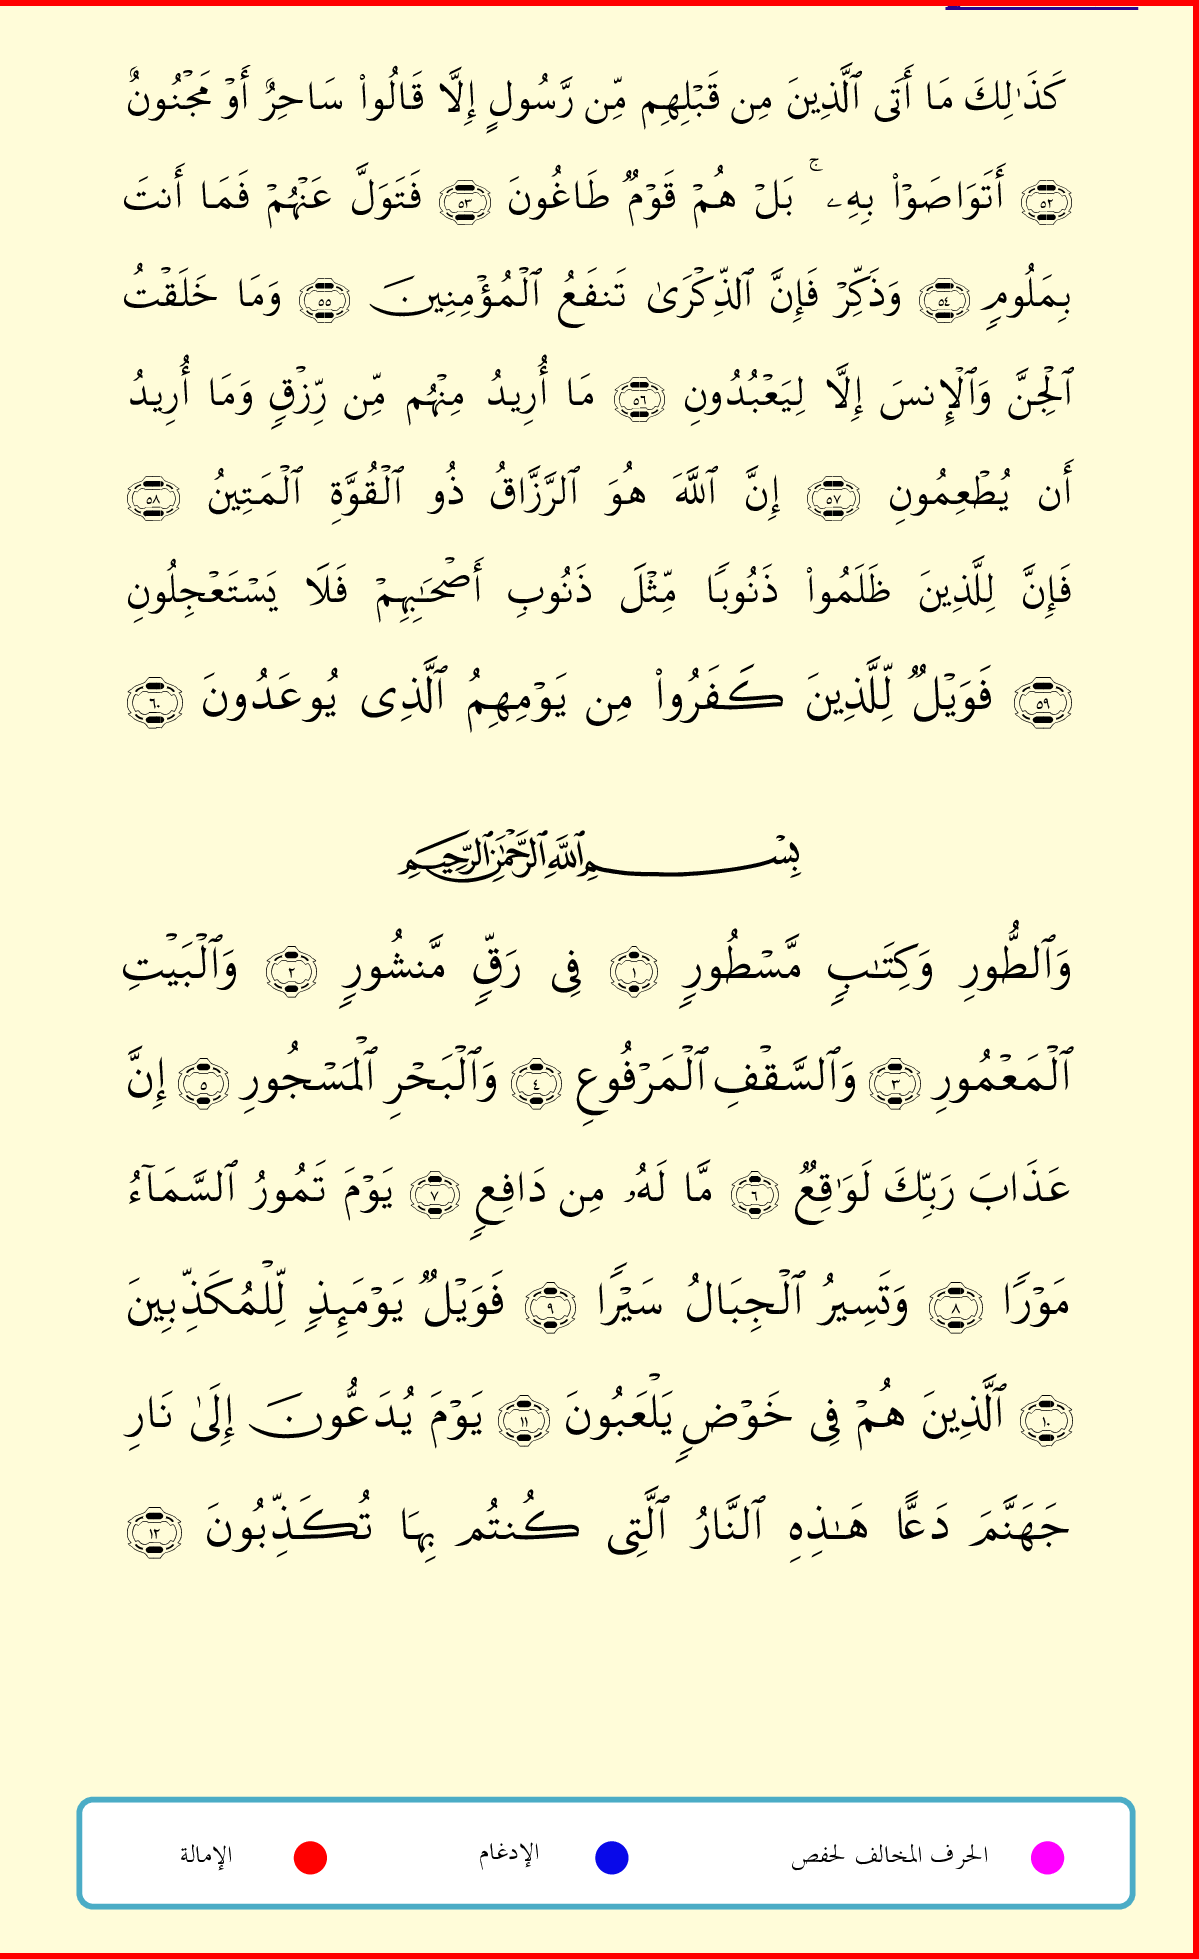 كَذَٰلِكَ مَا أَتَى ٱلَّذِينَ مِن قَبْلِهِم مِّن رَّسُولٍ إِلَّا قَالُوا۟ سَاحِرٌ أَوْ مَجْنُونٌ
٥٢ أَتَوَاصَوْا۟ بِهِۦ ۚ بَلْ هُمْ قَوْمٌ طَاغُونَ ٥٣ فَتَوَلَّ عَنْهُمْ فَمَا أَنتَ
بِمَلُومٍ ٥٤ وَذَكِّرْ فَإِنَّ ٱلذِّكْرَىٰ تَنفَعُ ٱلْمُؤْمِنِينَ ٥٥ وَمَا خَلَقْتُ
ٱلْجِنَّ وَٱلْإِنسَ إِلَّا لِيَعْبُدُونِ ٥٦ مَا أُرِيدُ مِنْهُم مِّن رِّزْقٍ وَمَا أُرِيدُ
أَن يُطْعِمُونِ ٥٧ إِنَّ ٱللَّهَ هُوَ ٱلرَّزَّاقُ ذُو ٱلْقُوَّةِ ٱلْمَتِينُ ٥٨
فَإِنَّ لِلَّذِينَ ظَلَمُوا۟ ذَنُوبًا مِّثْلَ ذَنُوبِ أَصْحَٰبِهِمْ فَلَا يَسْتَعْجِلُونِ
٥٩ فَوَيْلٌ لِّلَّذِينَ كَفَرُوا۟ مِن يَوْمِهِمُ ٱلَّذِى يُوعَدُونَ ٦٠
بِسْمِ ٱللَّهِ ٱلرَّحْمَٰنِ ٱلرَّحِيمِ
وَٱلطُّورِ وَكِتَٰبٍ مَّسْطُورٍ ١ فِى رَقٍّ مَّنشُورٍ ٢ وَٱلْبَيْتِ
ٱلْمَعْمُورِ ٣ وَٱلسَّقْفِ ٱلْمَرْفُوعِ ٤ وَٱلْبَحْرِ ٱلْمَسْجُورِ ٥ إِنَّ
عَذَابَ رَبِّكَ لَوَٰقِعٌ ٦ مَّا لَهُۥ مِن دَافِعٍ ٧ يَوْمَ تَمُورُ ٱلسَّمَآءُ
مَوْرًا ٨ وَتَسِيرُ ٱلْجِبَالُ سَيْرًا ٩ فَوَيْلٌ يَوْمَئِذٍ لِّلْمُكَذِّبِينَ
١٠ ٱلَّذِينَ هُمْ فِى خَوْضٍ يَلْعَبُونَ ١١ يَوْمَ يُدَعُّونَ إِلَىٰ نَارِ
جَهَنَّمَ دَعًّا هَٰذِهِ ٱلنَّارُ ٱلَّتِى كُنتُم بِهَا تُكَذِّبُونَ ١٢
الحرف المخالف لحفص الإدغام الإمالة